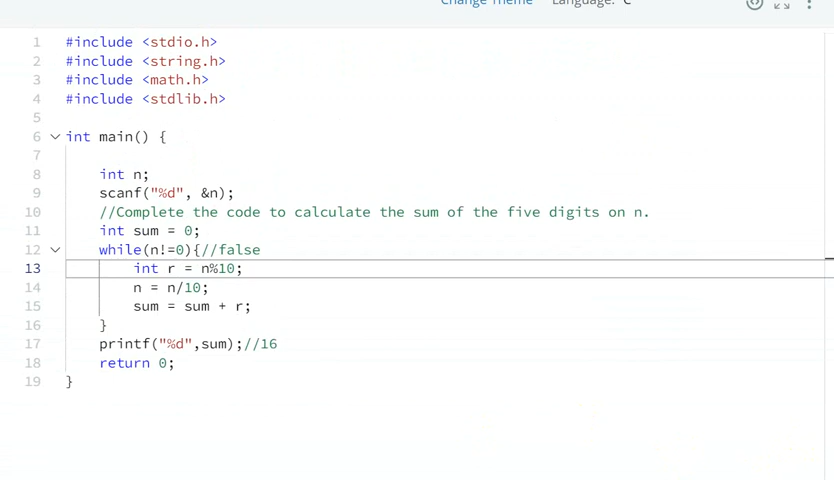 Change Theme Language: C
1 #include <stdio.h>
2 #include <string.h>
3 #include <math.h>
4 #include <stdlib.h>
5
6 int main() {
7
8 int n;
9 scanf("%d", &n);
10 //Complete the code to calculate the sum of the five digits on n.
11 int sum = 0;
12 while(n!=0){//false
13 int r = n%10;
14 n = n/10;
15 sum = sum + r;
16 }
17 printf("%d",sum);//16
18 return 0;
19 }